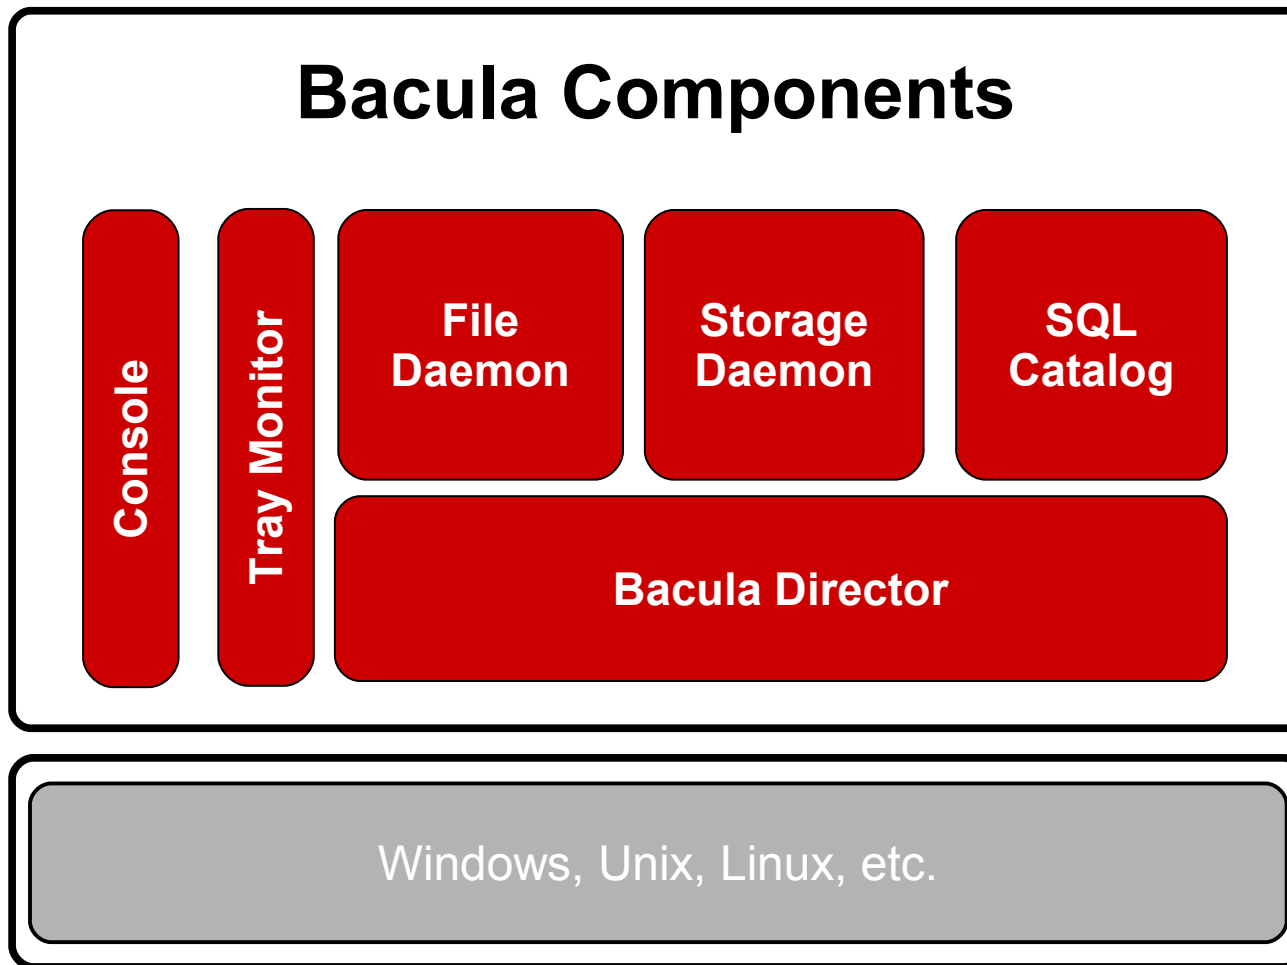 Bacula Components
Console
Tray Monitor
File
Daemon
Storage
Daemon
SQL
Catalog
Bacula Director
Windows, Unix, Linux, etc.